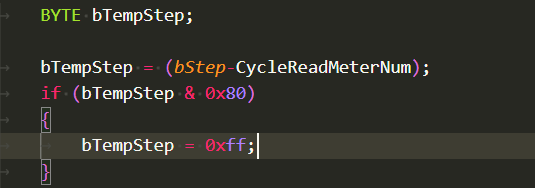 BYTE bTempStep;
bTempStep = (bStep-CycleReadMeterNum);
if (bTempStep & 0x80)
{
bTempStep = 0xff;
}